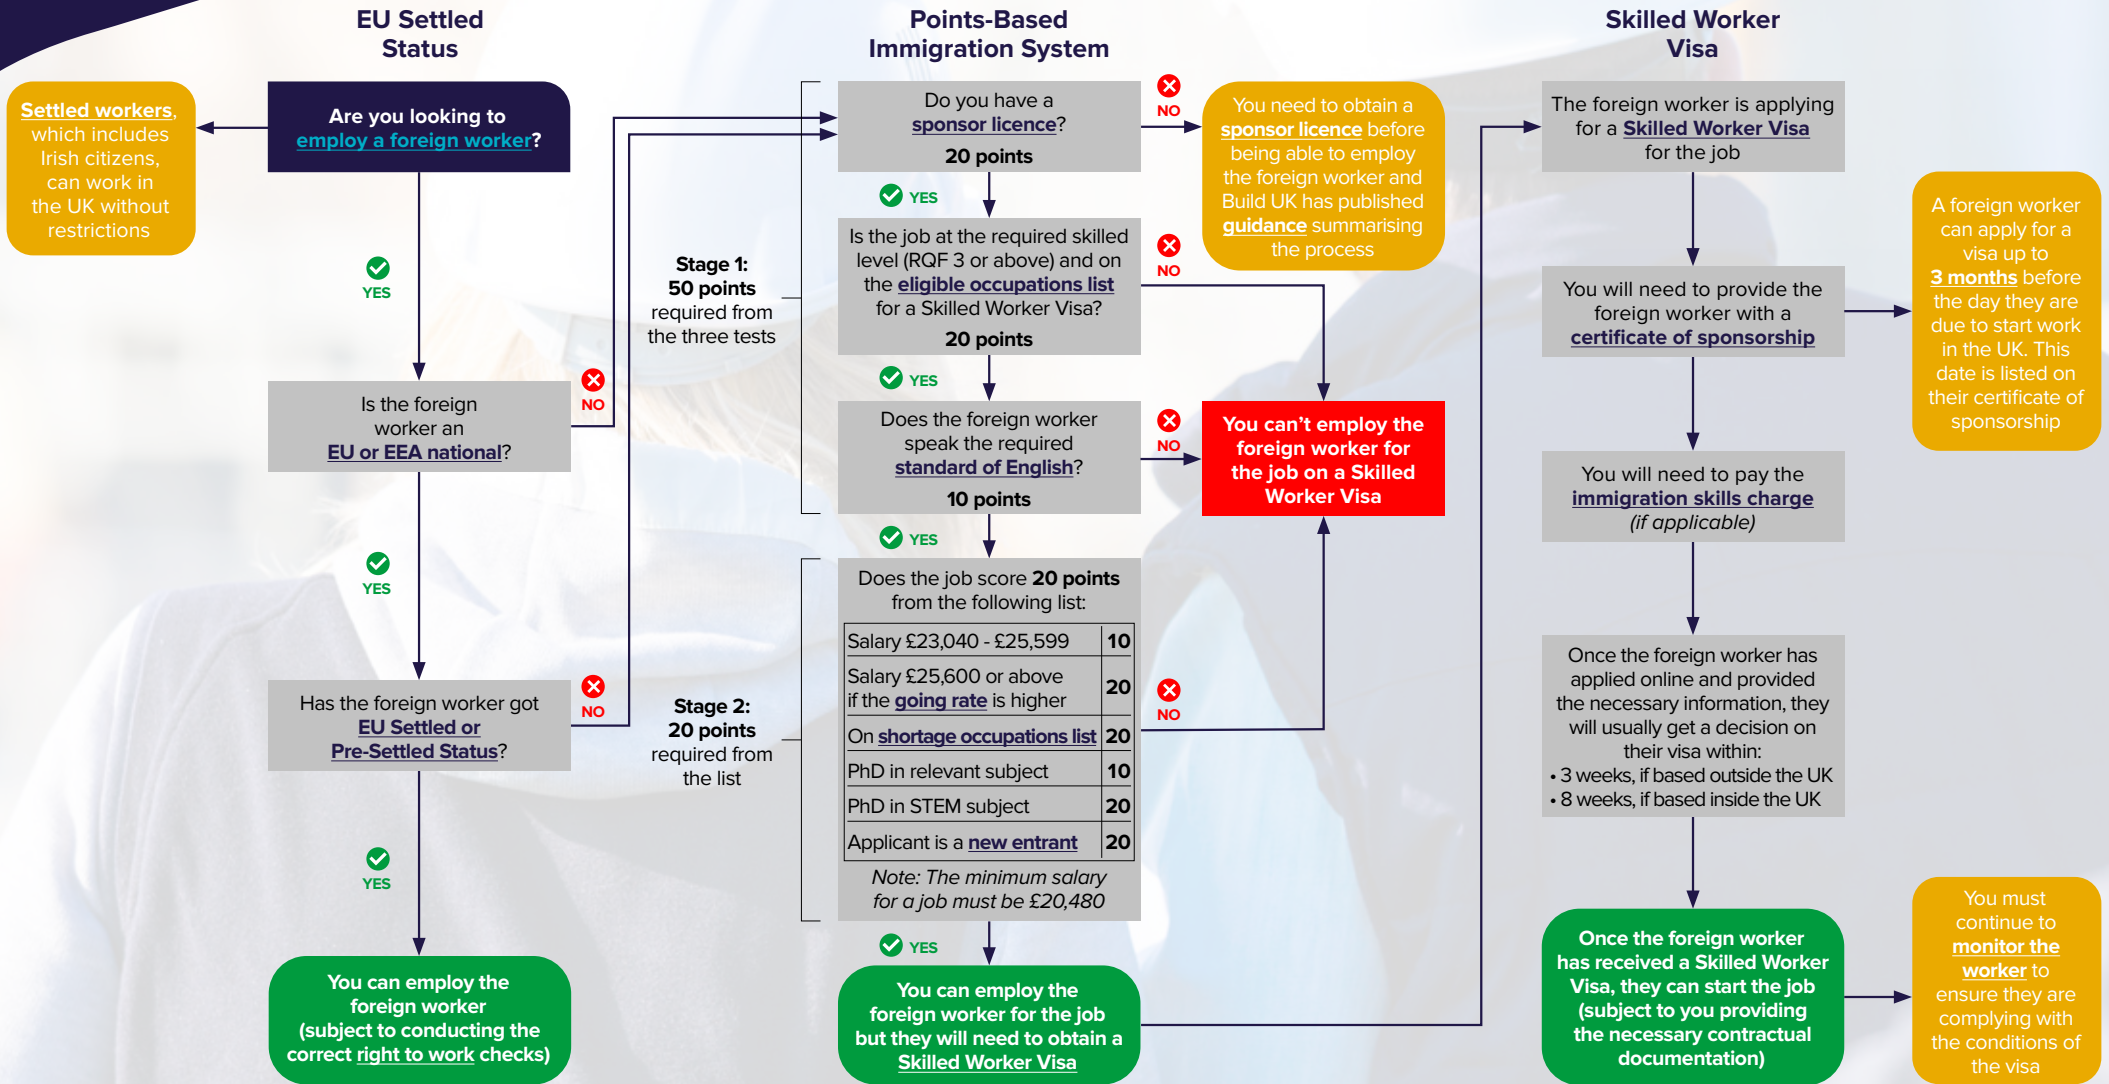 EU Settled
Status
Are you looking to
employ a foreign worker?
Settled workers,
which includes
Irish citizens,
can work in
the UK without
restrictions
YES
Is the foreign
worker an
EU or EEA national?
NO
YES
Has the foreign worker got
EU Settled or
Pre-Settled Status?
NO
YES
You can employ the
foreign worker
(subject to conducting the
correct right to work checks)
Points-Based
Immigration System
Stage 1:
50 points
required from
the three tests
Do you have a
sponsor licence?
20 points
NO
You need to obtain a
sponsor licence before
being able to employ
the foreign worker and
Build UK has published
guidance summarising
the process
YES
Is the job at the required skilled
level (RQF 3 or above) and on
the eligible occupations list
for a Skilled Worker Visa?
20 points
NO
YES
Does the foreign worker
speak the required
standard of English?
10 points
NO
You can't employ the
foreign worker for
the job on a Skilled
Worker Visa
YES
Stage 2:
20 points
required from
the list
Does the job score 20 points
from the following list:
Salary £23,040 - £25,599 10
Salary £25,600 or above
if the going rate is higher 20
On shortage occupations list 20
PhD in relevant subject 10
PhD in STEM subject 20
Applicant is a new entrant 20
Note: The minimum salary
for a job must be £20,480
NO
YES
You can employ the
foreign worker for the job
but they will need to obtain a
Skilled Worker Visa
Skilled Worker
Visa
The foreign worker is applying
for a Skilled Worker Visa
for the job
You will need to provide the
foreign worker with a
certificate of sponsorship
A foreign worker
can apply for a
visa up to
3 months before
the day they are
due to start work
in the UK. This
date is listed on
their certificate of
sponsorship
You will need to pay the
immigration skills charge
(if applicable)
Once the foreign worker has
applied online and provided
the necessary information, they
will usually get a decision on
their visa within:
• 3 weeks, if based outside the UK
• 8 weeks, if based inside the UK
Once the foreign worker
has received a Skilled Worker
Visa, they can start the job
(subject to you providing
the necessary contractual
documentation)
You must
continue to
monitor the
worker to
ensure they are
complying with
the conditions of
the visa